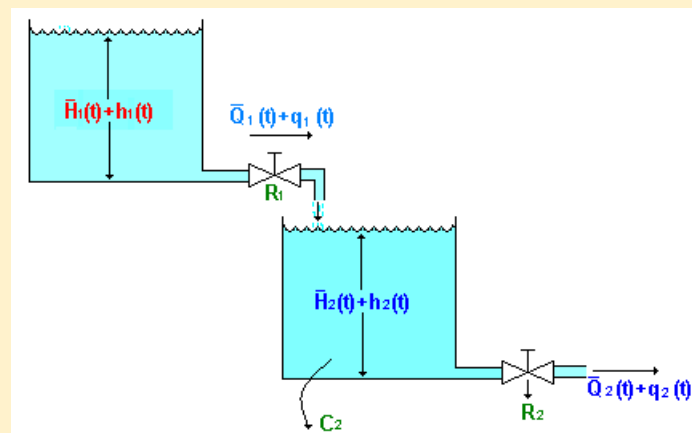 H̅₁(t)+h₁(t)
Q̅₁(t)+q₁(t)
R₁
H̅₂(t)+h₂(t)
Q̅₂(t)+q₂(t)
C₂
R₂